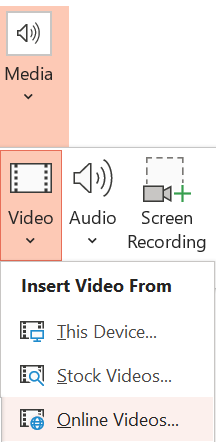 Media
Video
Audio
Screen
Recording
Insert Video From
This Device...
Stock Videos...
Online Videos...